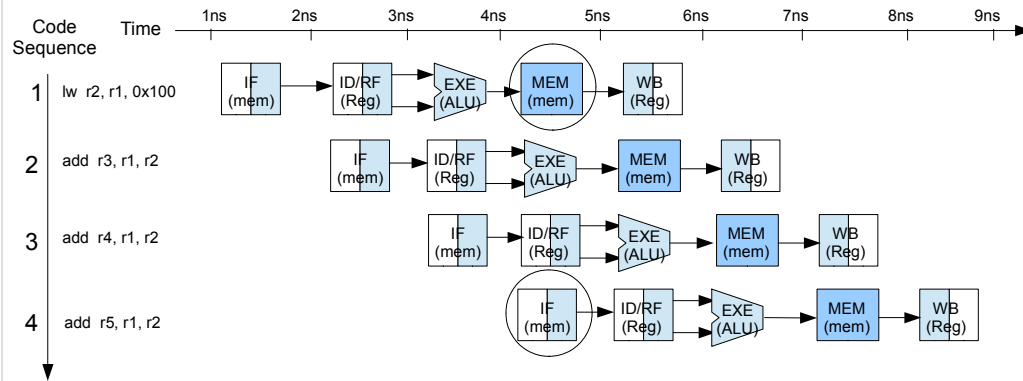 1ns 2ns 3ns 4ns 5ns 6ns 7ns 8ns 9ns
Code
Sequence
Time
1 lw r2, r1, 0x100
IF
(mem)
ID/RF
(Reg)
EXE
(ALU)
MEM
(mem)
WB
(Reg)
2 add r3, r1, r2
IF
(mem)
ID/RF
(Reg)
EXE
(ALU)
MEM
(mem)
WB
(Reg)
3 add r4, r1, r2
IF
(mem)
ID/RF
(Reg)
EXE
(ALU)
MEM
(mem)
WB
(Reg)
4 add r5, r1, r2
IF
(mem)
ID/RF
(Reg)
EXE
(ALU)
MEM
(mem)
WB
(Reg)